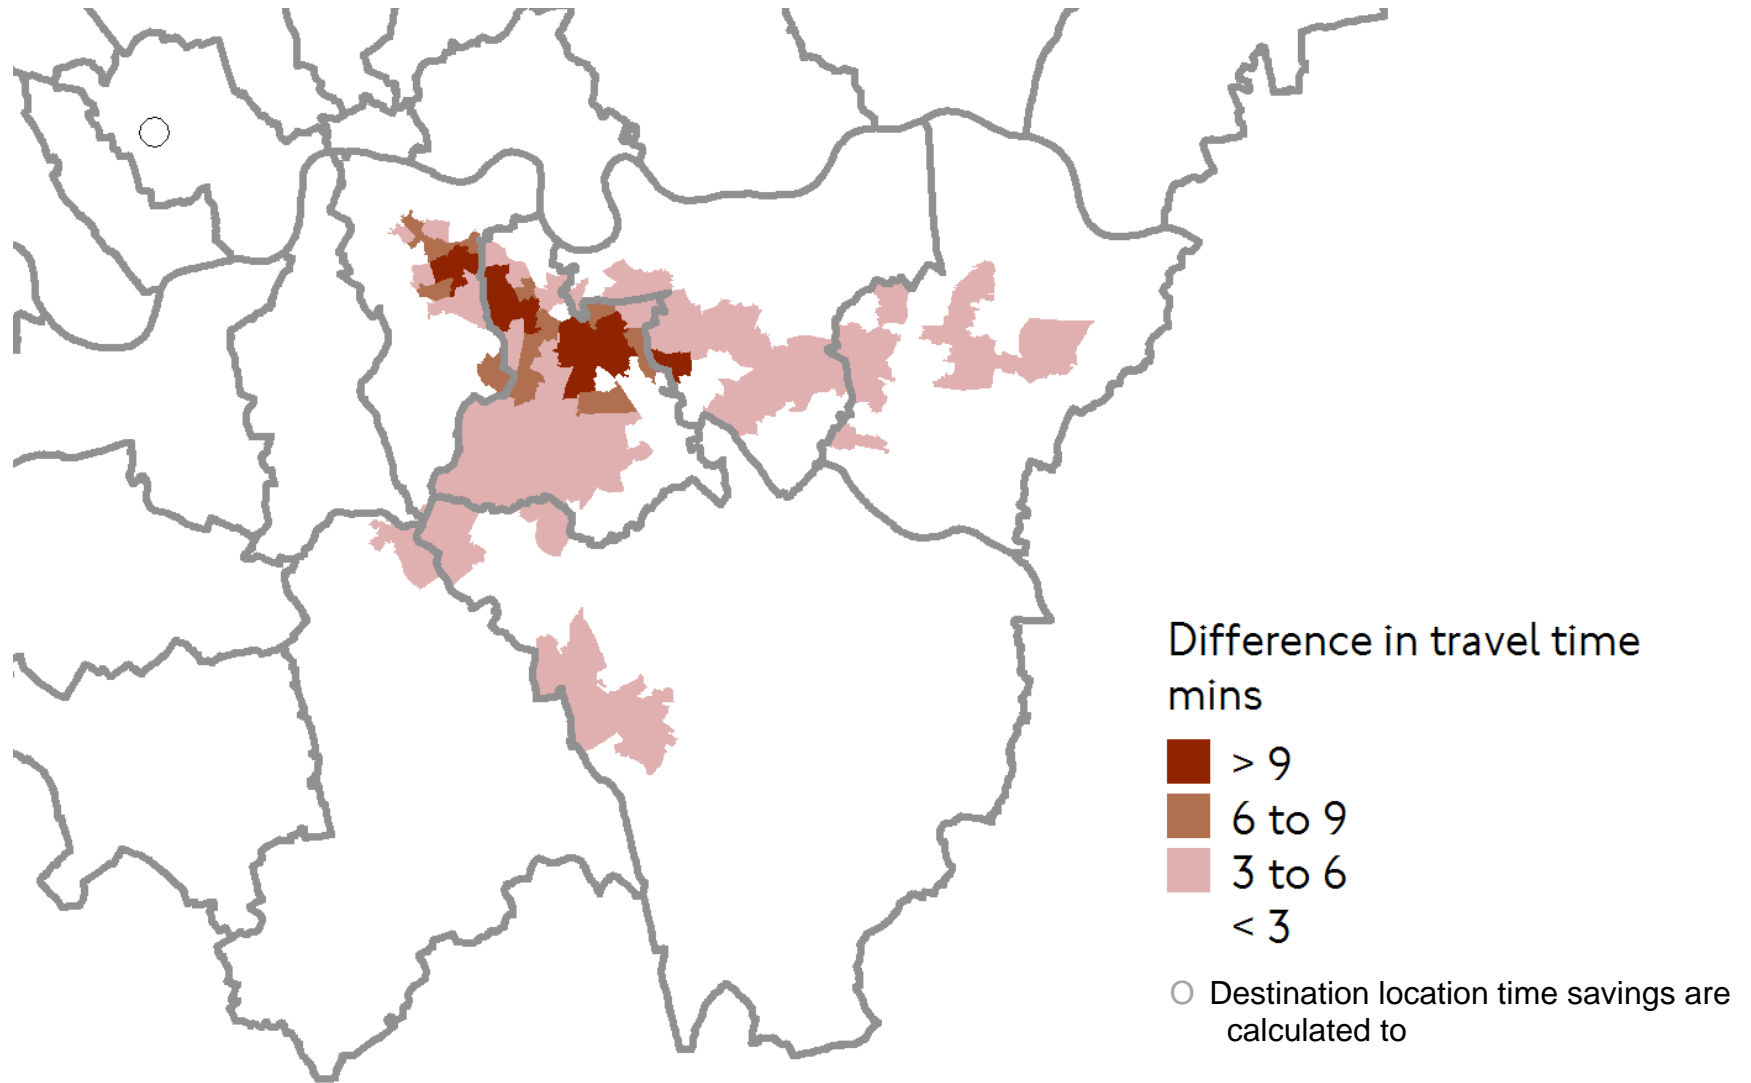 Difference in travel time
mins
> 9
6 to 9
3 to 6
< 3
Destination location time savings are
calculated to